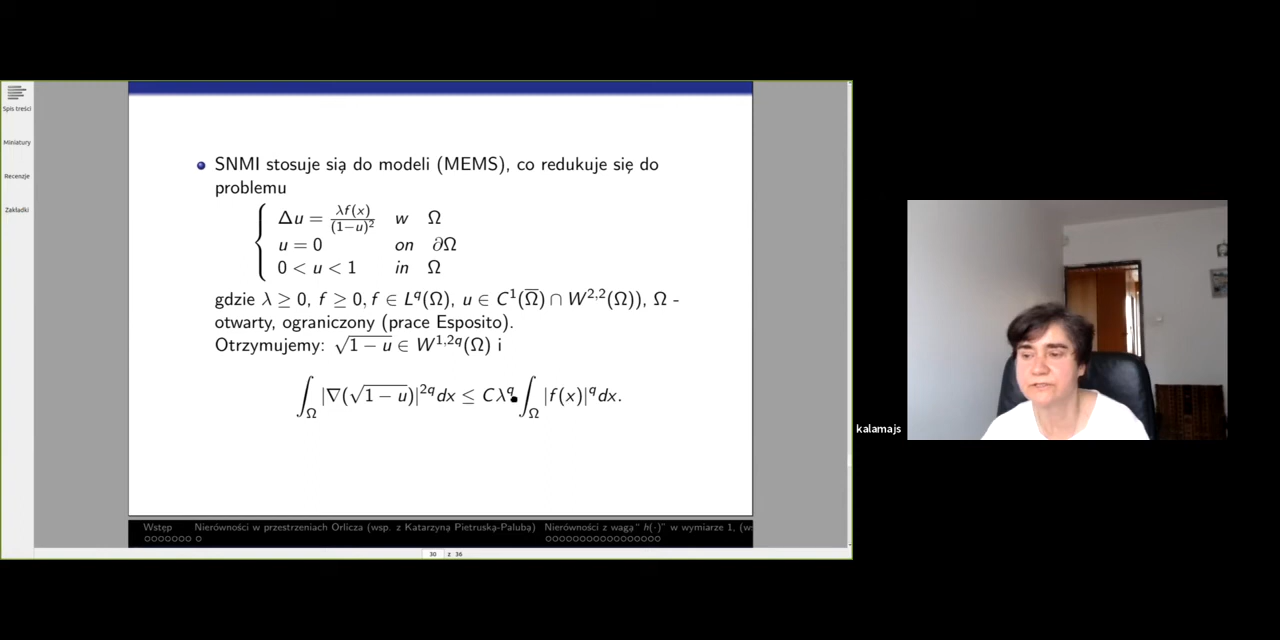 Spis treści
Miniatury
Recenzje
Zakładki
SNMI stosuje sią do modeli (MEMS), co redukuje się do
problemu
Δu = λf(x)/(1−u)² w Ω
u = 0 on ∂Ω
0 < u < 1 in Ω
gdzie λ ≥ 0, f ≥ 0, f ∈ L^q(Ω), u ∈ C¹(Ω̅) ∩ W^{2,2}(Ω)), Ω -
otwarty, ograniczony (prace Esposito).
Otrzymujemy: √(1 − u) ∈ W^{1,2q}(Ω) i
∫_Ω |∇(√(1 − u))|^{2q} dx ≤ Cλ^q ∫_Ω |f(x)|^q dx.
Wstęp Nierówności w przestrzeniach Orlicza (wsp. z Katarzyną Pietruską-Palubą) Nierówności z wagą " h(·)" w wymiarze 1, (w
30 z 36
kalamajs